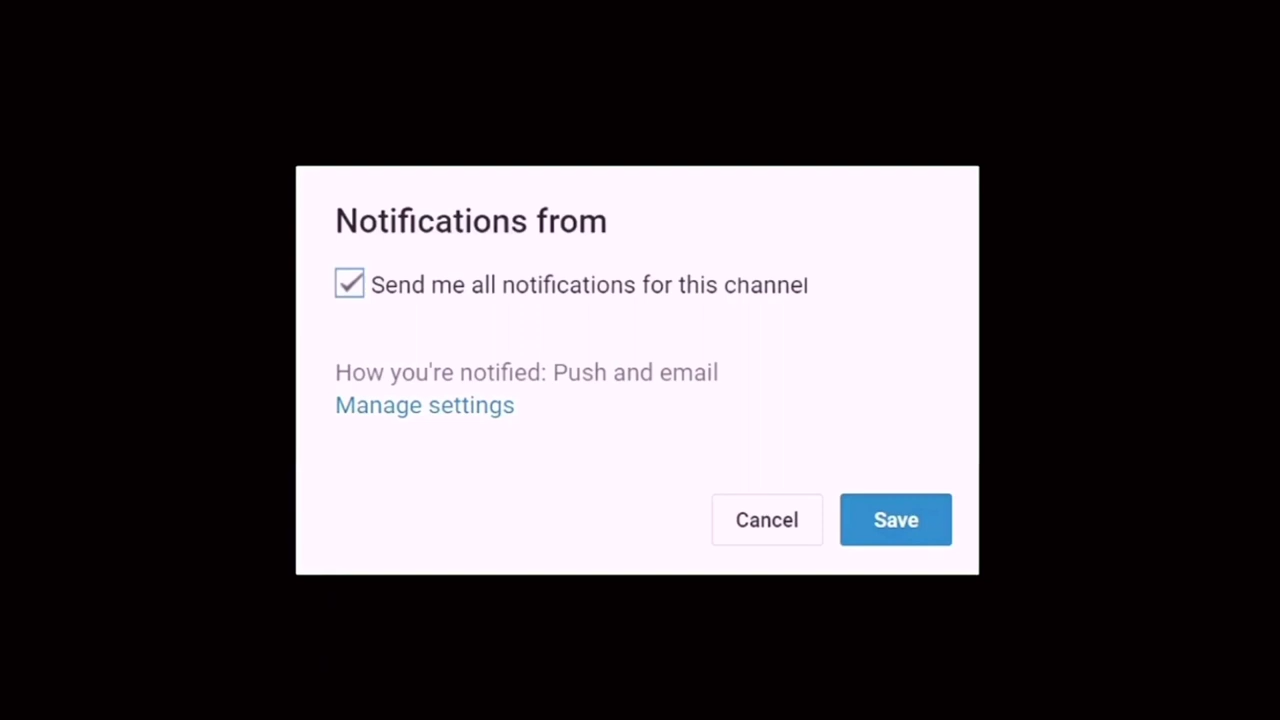 Notifications from
Send me all notifications for this channel
How you're notified: Push and email
Manage settings
Cancel Save